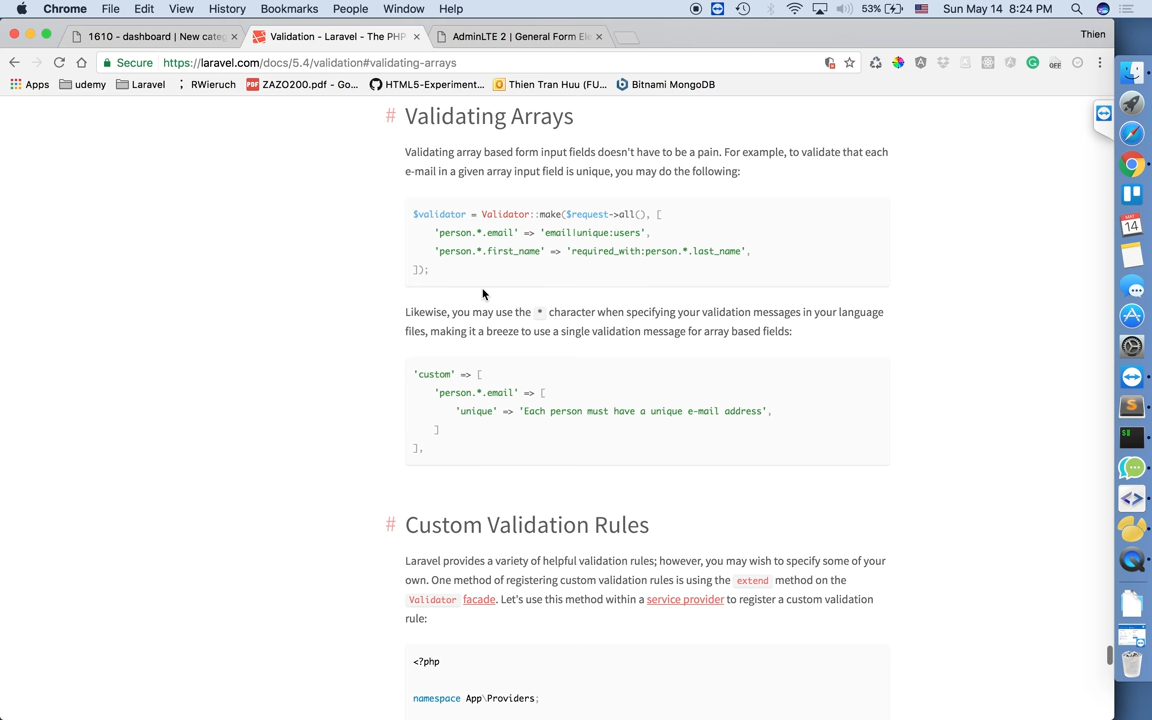 Chrome File Edit View History Bookmarks People Window Help 53% Sun May 14 8:24 PM
1610 - dashboard | New categ Validation - Laravel - The PHP AdminLTE 2 | General Form Ele Thien
Secure https://laravel.com/docs/5.4/validation#validating-arrays
Apps udemy Laravel RWieruch ZAZO200.pdf - Go... HTML5-Experiment... Thien Tran Huu (FU... Bitnami MongoDB
# Validating Arrays
Validating array based form input fields doesn't have to be a pain. For example, to validate that each
e-mail in a given array input field is unique, you may do the following:
$validator = Validator::make($request->all(), [
'person.*.email' => 'email|unique:users',
'person.*.first_name' => 'required_with:person.*.last_name',
]);
Likewise, you may use the * character when specifying your validation messages in your language
files, making it a breeze to use a single validation message for array based fields:
'custom' => [
'person.*.email' => [
'unique' => 'Each person must have a unique e-mail address',
]
],
# Custom Validation Rules
Laravel provides a variety of helpful validation rules; however, you may wish to specify some of your
own. One method of registering custom validation rules is using the extend method on the
Validator facade. Let's use this method within a service provider to register a custom validation
rule:
<?php
namespace App\Providers;